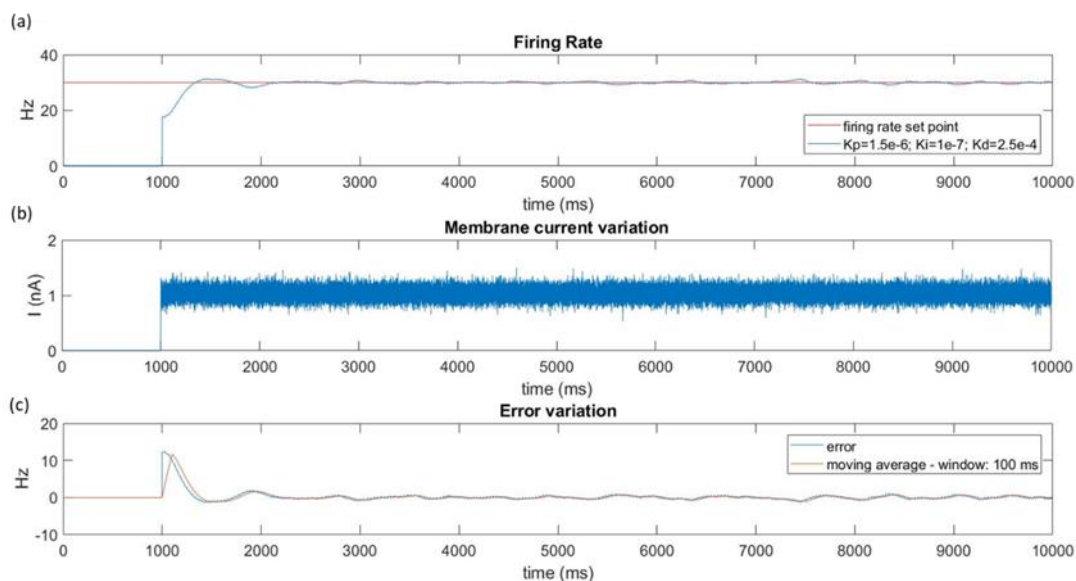 (a)
Firing Rate
40
20
0
Hz
firing rate set point
Kp=1.5e-6; Ki=1e-7; Kd=2.5e-4
0 1000 2000 3000 4000 5000 6000 7000 8000 9000 10000
time (ms)
(b)
Membrane current variation
2
1
0
I (nA)
0 1000 2000 3000 4000 5000 6000 7000 8000 9000 10000
time (ms)
(c)
Error variation
20
10
0
-10
Hz
error
moving average - window: 100 ms
0 1000 2000 3000 4000 5000 6000 7000 8000 9000 10000
time (ms)